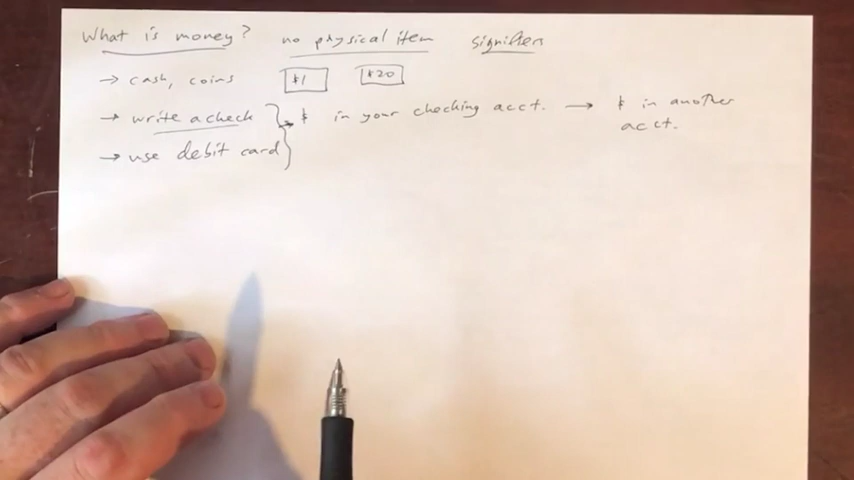 What is money? no physical item signifiers
→ cash, coins $1 $20
→ write a check } → $ in your checking acct. → $ in another acct.
→ use debit card